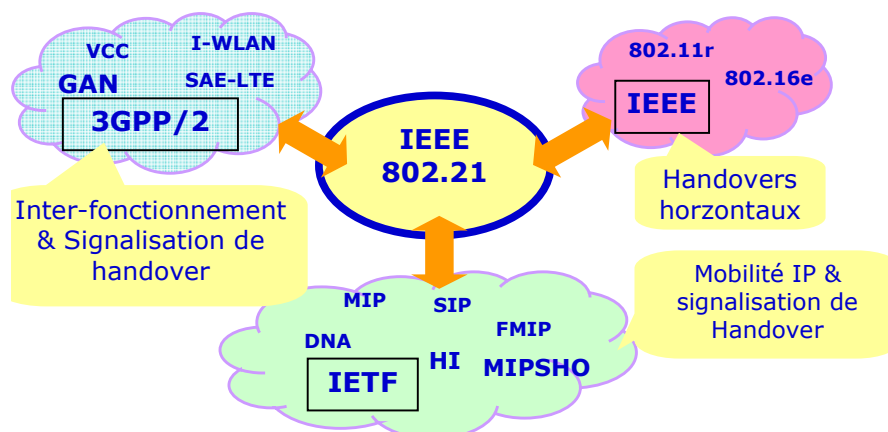 VCC
I-WLAN
GAN
SAE-LTE
3GPP/2
Inter-fonctionnement
& Signalisation de
handover
IEEE
802.21
802.11r
802.16e
IEEE
Handovers
horzontaux
MIP
SIP
FMIP
DNA
HI
MIPSHO
IETF
Mobilité IP &
signalisation de
Handover